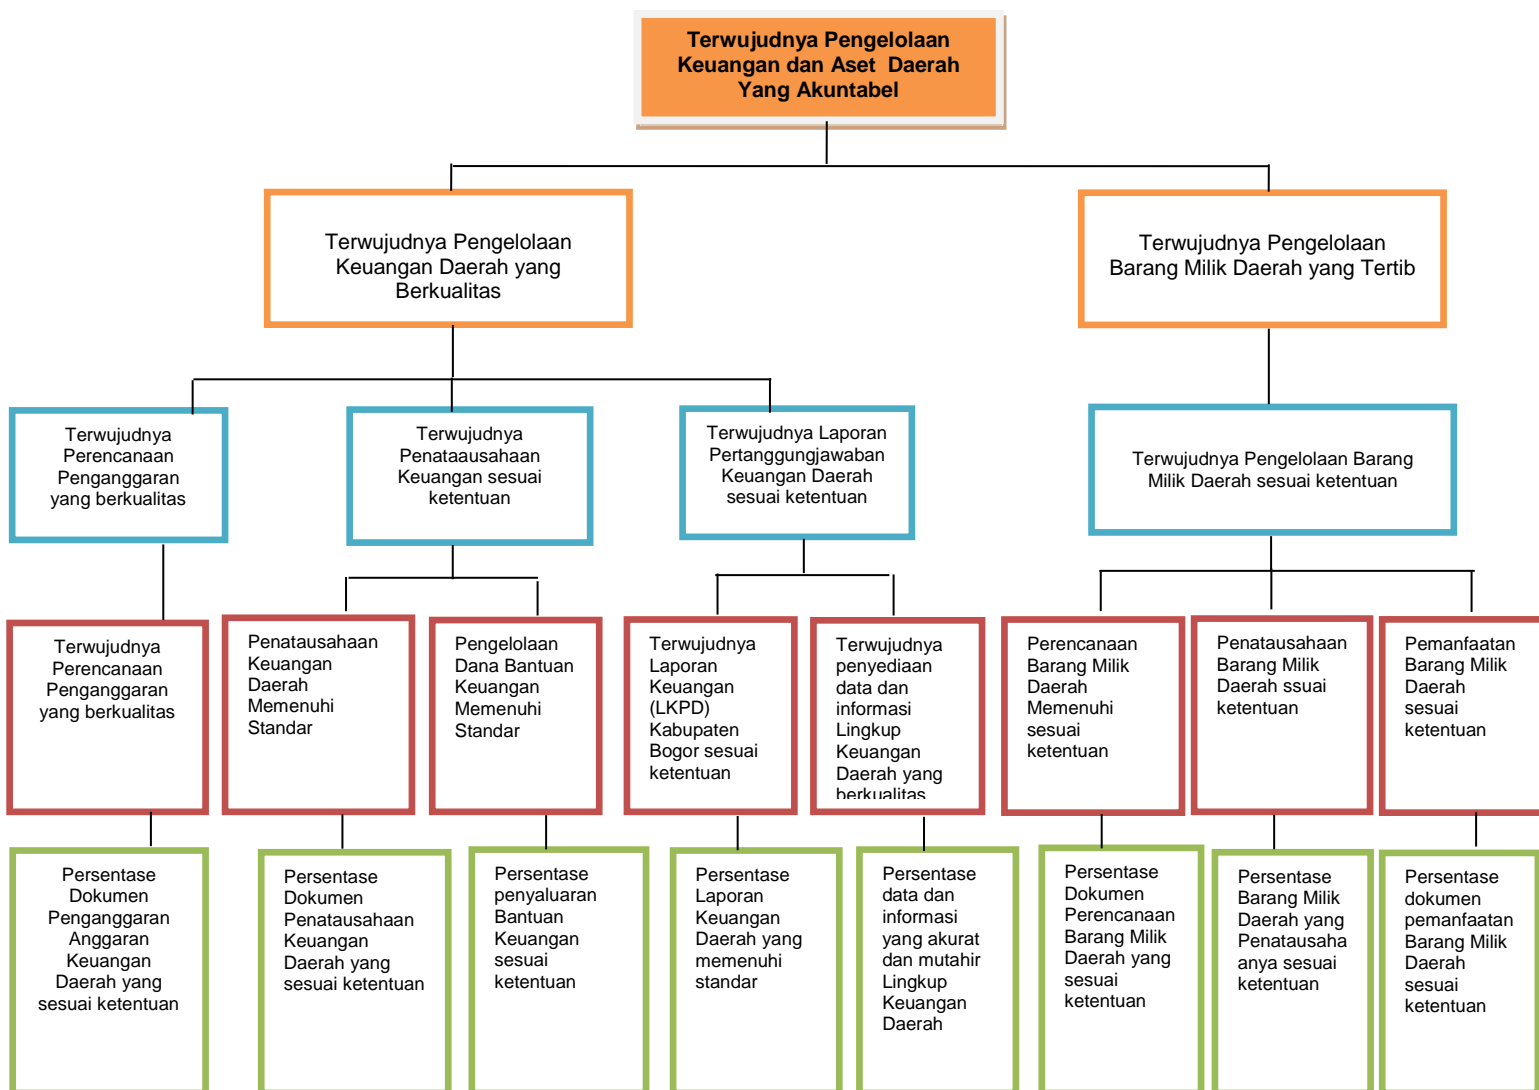 Terwujudnya Pengelolaan
Keuangan dan Aset Daerah
Yang Akuntabel
Terwujudnya Pengelolaan
Keuangan Daerah yang
Berkualitas
Terwujudnya Pengelolaan
Barang Milik Daerah yang Tertib
Terwujudnya
Perencanaan
Penganggaran
yang berkualitas
Terwujudnya
Penataausahaan
Keuangan sesuai
ketentuan
Terwujudnya Laporan
Pertanggungjawaban
Keuangan Daerah
sesuai ketentuan
Terwujudnya Pengelolaan Barang
Milik Daerah sesuai ketentuan
Terwujudnya
Perencanaan
Penganggaran
yang berkualitas
Penatausahaan
Keuangan
Daerah
Memenuhi
Standar
Pengelolaan
Dana Bantuan
Keuangan
Memenuhi
Standar
Terwujudnya
Laporan
Keuangan
(LKPD)
Kabupaten
Bogor sesuai
ketentuan
Terwujudnya
penyediaan
data dan
informasi
Lingkup
Keuangan
Daerah yang
berkualitas
Perencanaan
Barang Milik
Daerah
Memenuhi
sesuai
ketentuan
Penatausahaan
Barang Milik
Daerah ssuai
ketentuan
Pemanfaatan
Barang Milik
Daerah
sesuai
ketentuan
Persentase
Dokumen
Penganggaran
Anggaran
Keuangan
Daerah yang
sesuai ketentuan
Persentase
Dokumen
Penatausahaan
Keuangan
Daerah yang
sesuai ketentuan
Persentase
penyaluran
Bantuan
Keuangan
sesuai
ketentuan
Persentase
Laporan
Keuangan
Daerah yang
memenuhi
standar
Persentase
data dan
informasi
yang akurat
dan mutahir
Lingkup
Keuangan
Daerah
Persentase
Dokumen
Perencanaan
Barang Milik
Daerah yang
sesuai
ketentuan
Persentase
Barang Milik
Daerah yang
Penatausaha
anya sesuai
ketentuan
Persentase
dokumen
pemanfaatan
Barang Milik
Daerah
sesuai
ketentuan